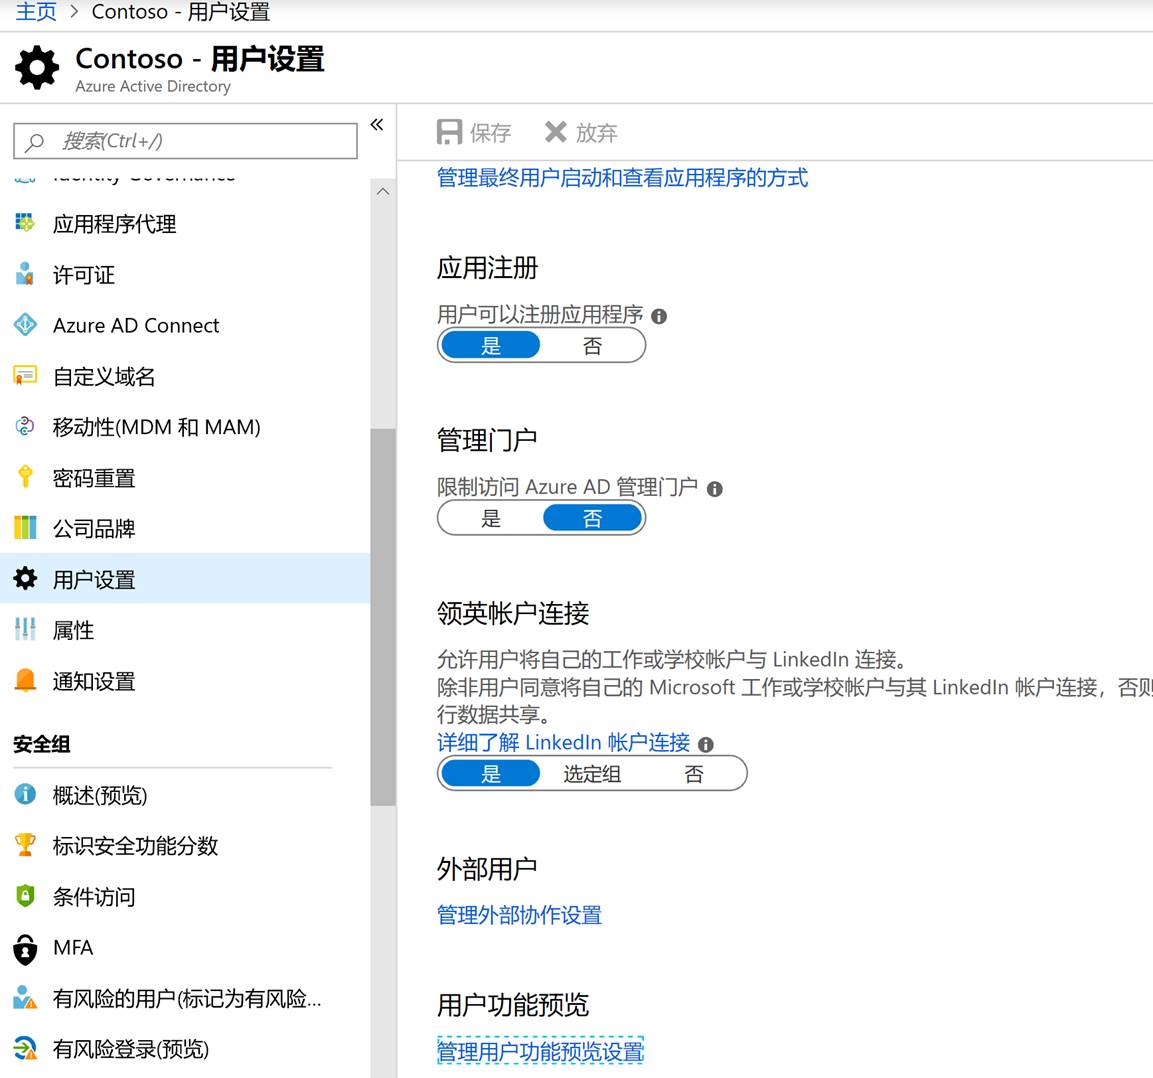 主页 > Contoso - 用户设置
Contoso - 用户设置
Azure Active Directory
搜索(Ctrl+/)
Identity Governance
应用程序代理
许可证
Azure AD Connect
自定义域名
移动性(MDM 和 MAM)
密码重置
公司品牌
用户设置
属性
通知设置
安全组
概述(预览)
标识安全功能分数
条件访问
MFA
有风险的用户(标记为有风险...
有风险登录(预览)
保存 放弃
管理最终用户启动和查看应用程序的方式
应用注册
用户可以注册应用程序
是 否
管理门户
限制访问 Azure AD 管理门户
是 否
领英帐户连接
允许用户将自己的工作或学校帐户与 LinkedIn 连接。
除非用户同意将自己的 Microsoft 工作或学校帐户与其 LinkedIn 帐户连接，否则
行数据共享。
详细了解 LinkedIn 帐户连接
是 选定组 否
外部用户
管理外部协作设置
用户功能预览
管理用户功能预览设置